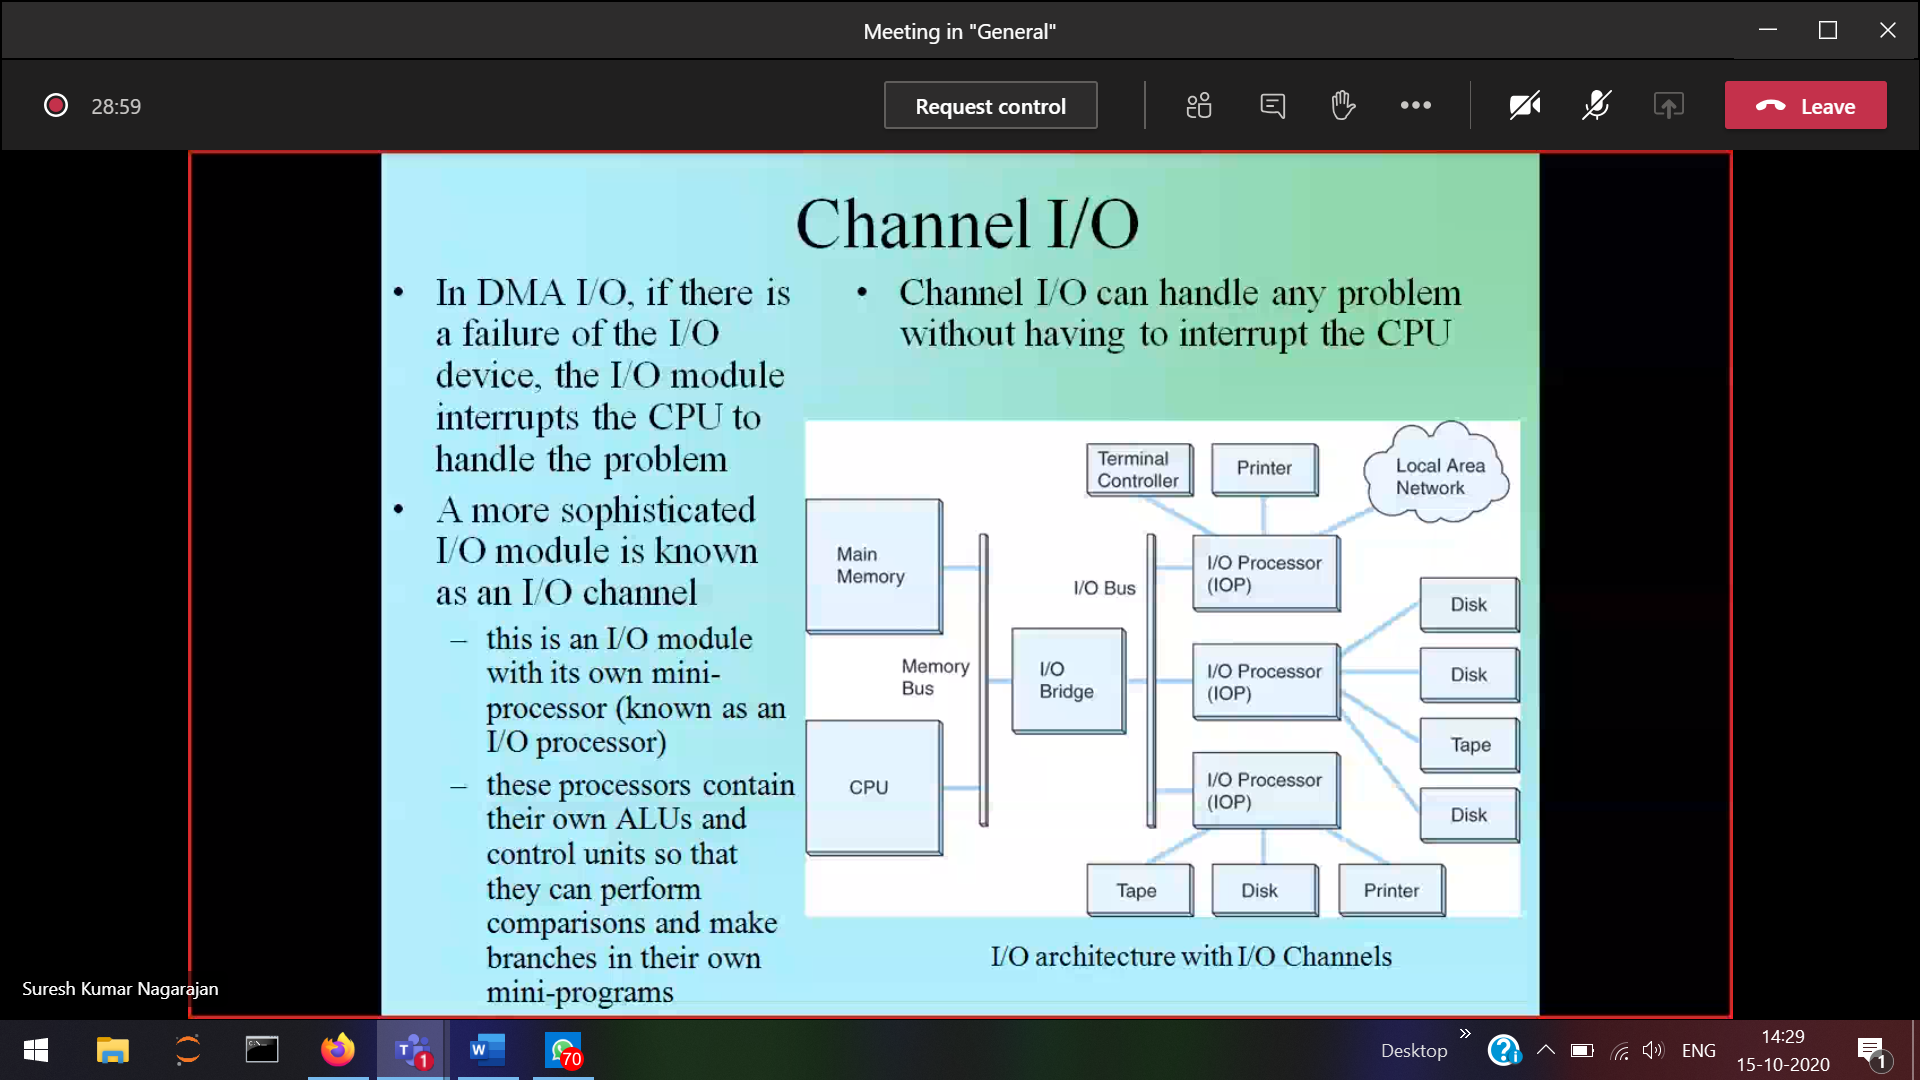 Meeting in "General"
28:59
Request control
Leave
Channel I/O
• In DMA I/O, if there is
a failure of the I/O
device, the I/O module
interrupts the CPU to
handle the problem
• A more sophisticated
I/O module is known
as an I/O channel
– this is an I/O module
with its own mini-
processor (known as an
I/O processor)
– these processors contain
their own ALUs and
control units so that
they can perform
comparisons and make
branches in their own
mini-programs
• Channel I/O can handle any problem
without having to interrupt the CPU
Terminal
Controller
Printer
Local Area
Network
Main
Memory
I/O Processor
(IOP)
I/O Bus
Disk
Memory
Bus
I/O
Bridge
I/O Processor
(IOP)
Disk
Tape
CPU
I/O Processor
(IOP)
Disk
Tape
Disk
Printer
I/O architecture with I/O Channels
Suresh Kumar Nagarajan
T
1
W
70
Desktop
ENG
14:29
15-10-2020
1